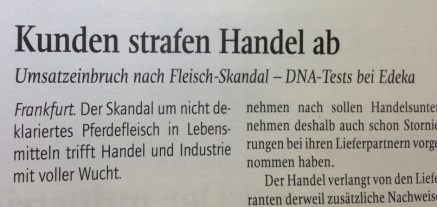 Kunden strafen Handel ab
Umsatzeinbruch nach Fleisch-Skandal – DNA-Tests bei Edeka
Frankfurt. Der Skandal um nicht de-
klariertes Pferdefleisch in Lebens-
mitteln trifft Handel und Industrie
mit voller Wucht.
nehmen nach sollen Handelsunter
nehmen deshalb auch schon Stornie
rungen bei ihren Lieferpartnern vorge
nommen haben.
Der Handel verlangt von den Liefe
ranten derweil zusätzliche Nachweise